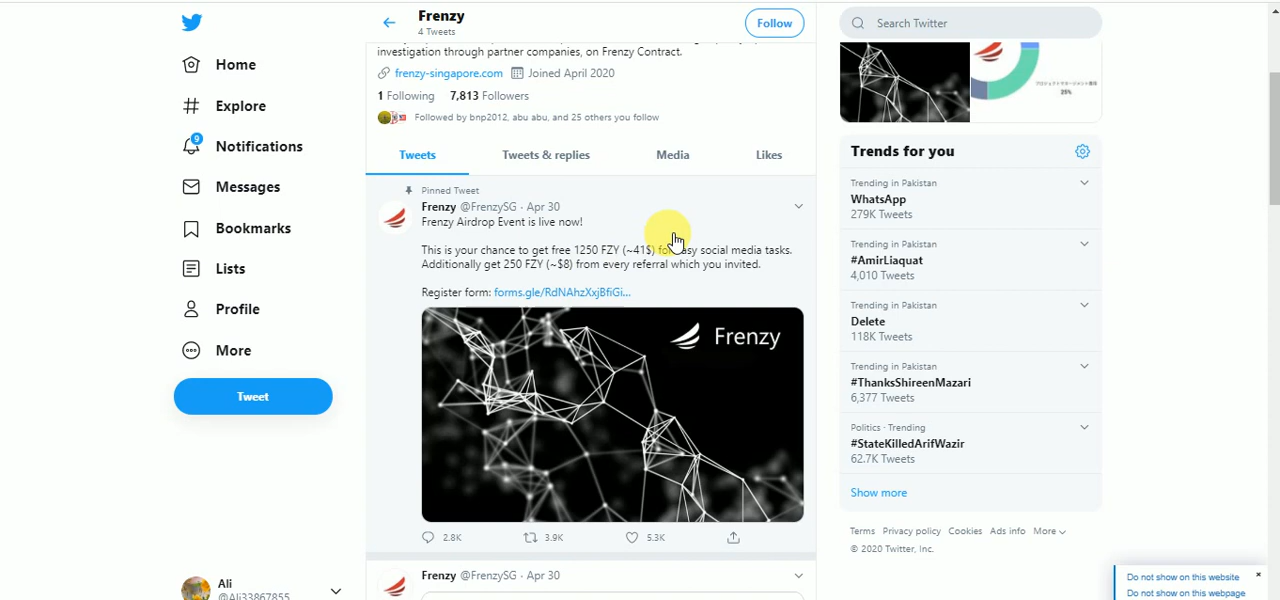 Home
Explore
9
Notifications
Messages
Bookmarks
Lists
Profile
More
Tweet
Ali
@Ali33867855
Frenzy
4 Tweets
Follow
investigation through partner companies, on Frenzy Contract.
frenzy-singapore.com Joined April 2020
1 Following 7,813 Followers
Followed by bnp2012, abu abu, and 25 others you follow
Tweets Tweets & replies Media Likes
Pinned Tweet
Frenzy @FrenzySG · Apr 30
Frenzy Airdrop Event is live now!
This is your chance to get free 1250 FZY (~41$) for easy social media tasks.
Additionally get 250 FZY (~$8) from every referral which you invited.
Register form: forms.gle/RdNAhzXxjBfiGi...
Frenzy
2.8K 3.9K 5.3K
Frenzy @FrenzySG · Apr 30
Search Twitter
25%
Trends for you
Trending in Pakistan
WhatsApp
279K Tweets
Trending in Pakistan
#AmirLiaquat
4,010 Tweets
Trending in Pakistan
Delete
118K Tweets
Trending in Pakistan
#ThanksShireenMazari
6,377 Tweets
Politics · Trending
#StateKilledArifWazir
62.7K Tweets
Show more
Terms Privacy policy Cookies Ads info More
© 2020 Twitter, Inc.
Do not show on this website
Do not show on this webpage